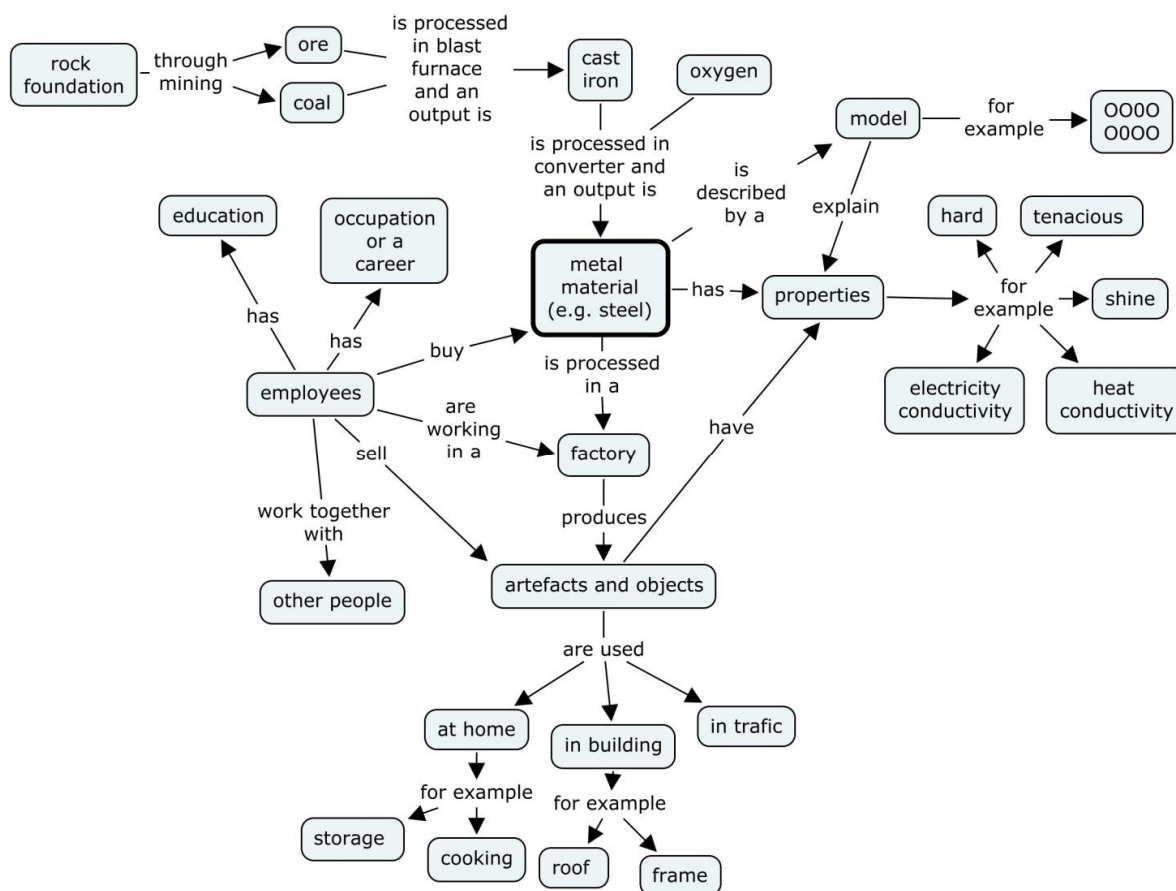 rock
foundation
through
mining
ore
coal
is processed
in blast
furnace
and an
output is
cast
iron
oxygen
is processed in
converter and
an output is
model
for
example
OO0O
O0OO
is
described
by a
explain
education
occupation
or a
career
has
has
metal
material
(e.g. steel)
has
properties
for
example
hard
tenacious
shine
electricity
conductivity
heat
conductivity
buy
employees
is processed
in a
are
working
in a
factory
sell
have
work together
with
produces
other people
artefacts and objects
are used
at home
in building
in trafic
for example
for example
storage
cooking
roof
frame